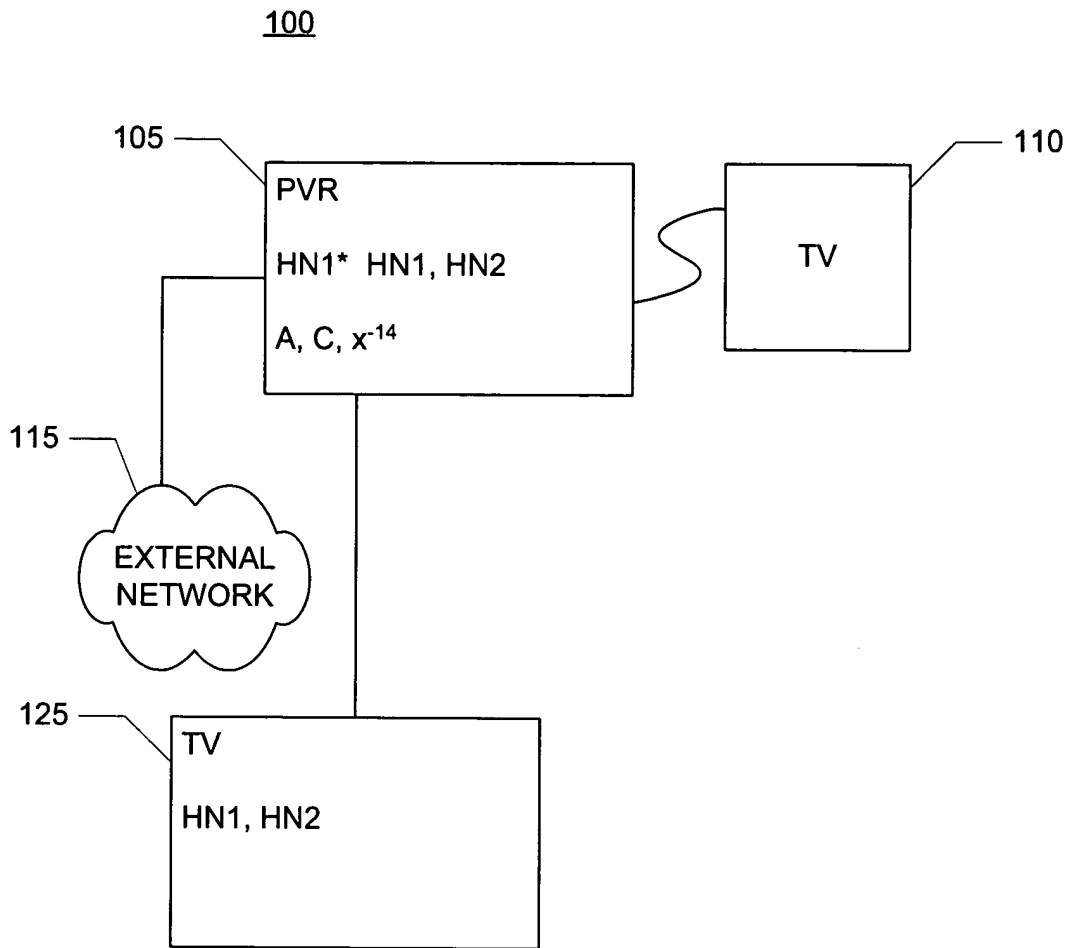 100
105
PVR
HN1* HN1, HN2
A, C, x⁻¹⁴
110
TV
115
EXTERNAL
NETWORK
125
TV
HN1, HN2